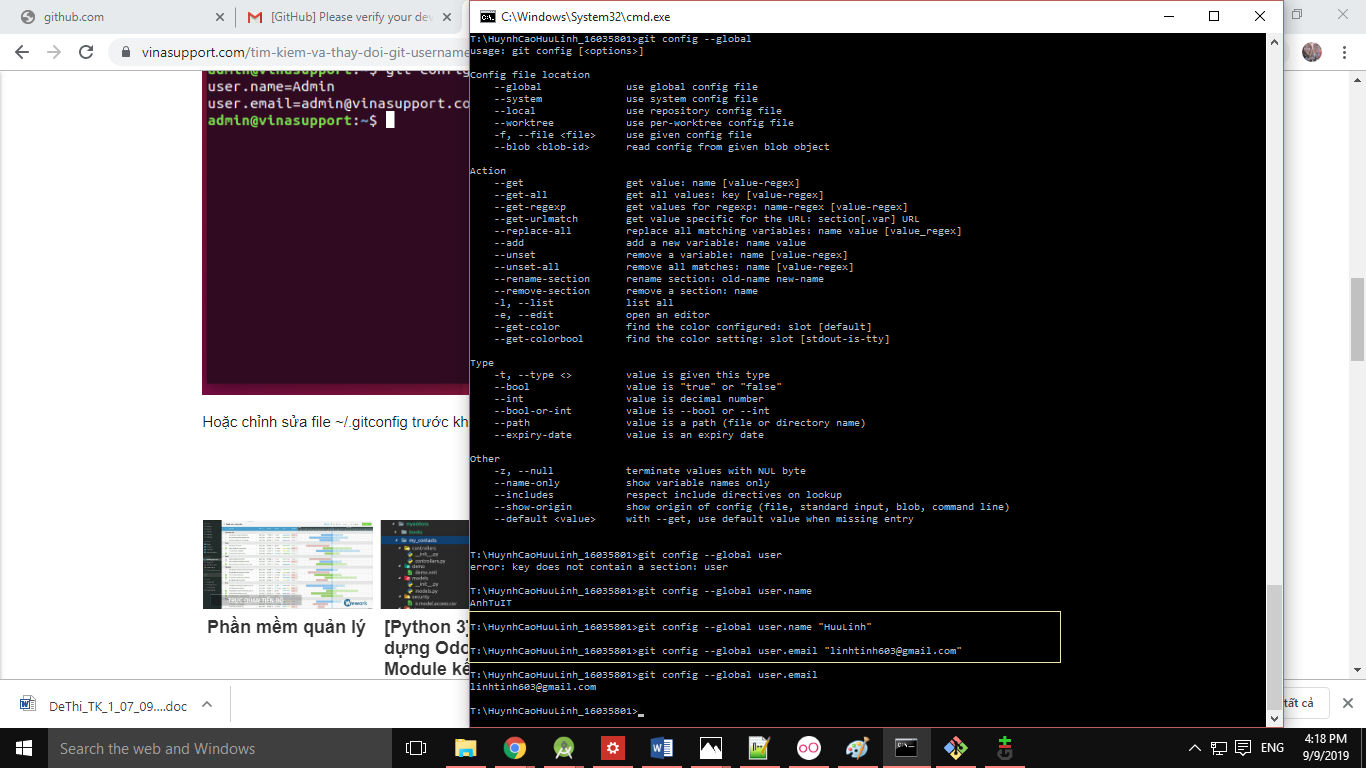 github.com
[GitHub] Please verify your dev
C:\Windows\System32\cmd.exe
vinasupport.com/tim-kiem-va-thay-doi-git-username
user.name=Admin
user.email=admin@vinasupport.co
admin@vinasupport:~$
Hoặc chỉnh sửa file ~/.gitconfig trước kh
Phần mềm quản lý
[Python 3]
dựng Odo
Module kế
T:\HuynhCaoHuuLinh_16035801>git config --global
usage: git config [<options>]
Config file location
--global use global config file
--system use system config file
--local use repository config file
--worktree use per-worktree config file
-f, --file <file> use given config file
--blob <blob-id> read config from given blob object
Action
--get get value: name [value-regex]
--get-all get all values: key [value-regex]
--get-regexp get values for regexp: name-regex [value-regex]
--get-urlmatch get value specific for the URL: section[.var] URL
--replace-all replace all matching variables: name value [value_regex]
--add add a new variable: name value
--unset remove a variable: name [value-regex]
--unset-all remove all matches: name [value-regex]
--rename-section rename section: old-name new-name
--remove-section remove a section: name
-l, --list list all
-e, --edit open an editor
--get-color find the color configured: slot [default]
--get-colorbool find the color setting: slot [stdout-is-tty]
Type
-t, --type <> value is given this type
--bool value is "true" or "false"
--int value is decimal number
--bool-or-int value is --bool or --int
--path value is a path (file or directory name)
--expiry-date value is an expiry date
Other
-z, --null terminate values with NUL byte
--name-only show variable names only
--includes respect include directives on lookup
--show-origin show origin of config (file, standard input, blob, command line)
--default <value> with --get, use default value when missing entry
T:\HuynhCaoHuuLinh_16035801>git config --global user
error: key does not contain a section: user
T:\HuynhCaoHuuLinh_16035801>git config --global user.name
AnhTuIT
T:\HuynhCaoHuuLinh_16035801>git config --global user.name "HuuLinh"
T:\HuynhCaoHuuLinh_16035801>git config --global user.email "linhtinh603@gmail.com"
T:\HuynhCaoHuuLinh_16035801>git config --global user.email
linhtinh603@gmail.com
T:\HuynhCaoHuuLinh_16035801>
DeThi_TK_1_07_09....doc
tất cả
Search the web and Windows
ENG
4:18 PM
9/9/2019